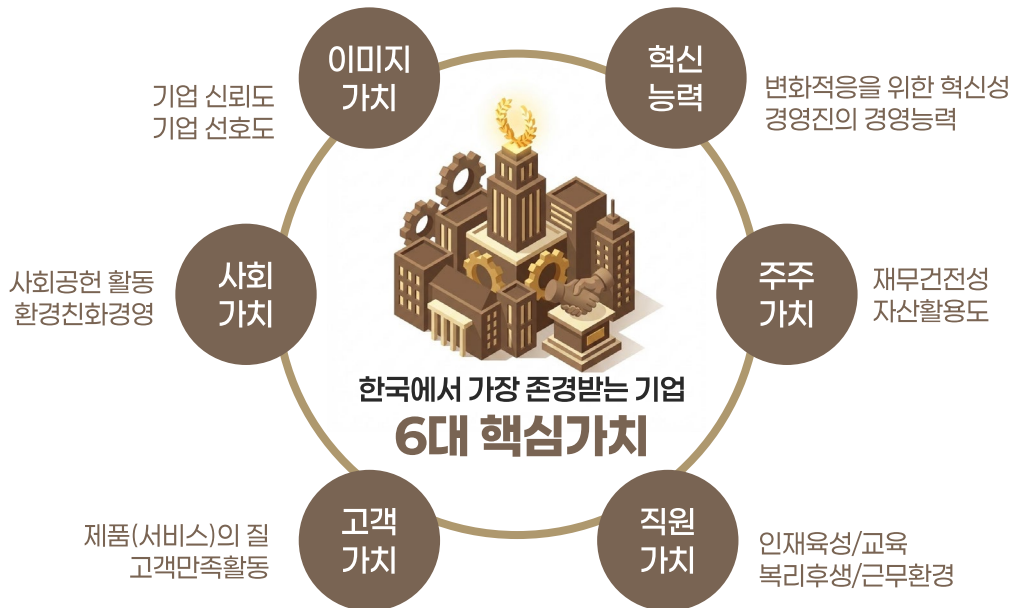 이미지
가치
기업 신뢰도
기업 선호도
혁신
능력
변화적응을 위한 혁신성
경영진의 경영능력
사회
가치
사회공헌 활동
환경친화경영
주주
가치
재무건전성
자산활용도
한국에서 가장 존경받는 기업
6대 핵심가치
고객
가치
제품(서비스)의 질
고객만족활동
직원
가치
인재육성/교육
복리후생/근무환경